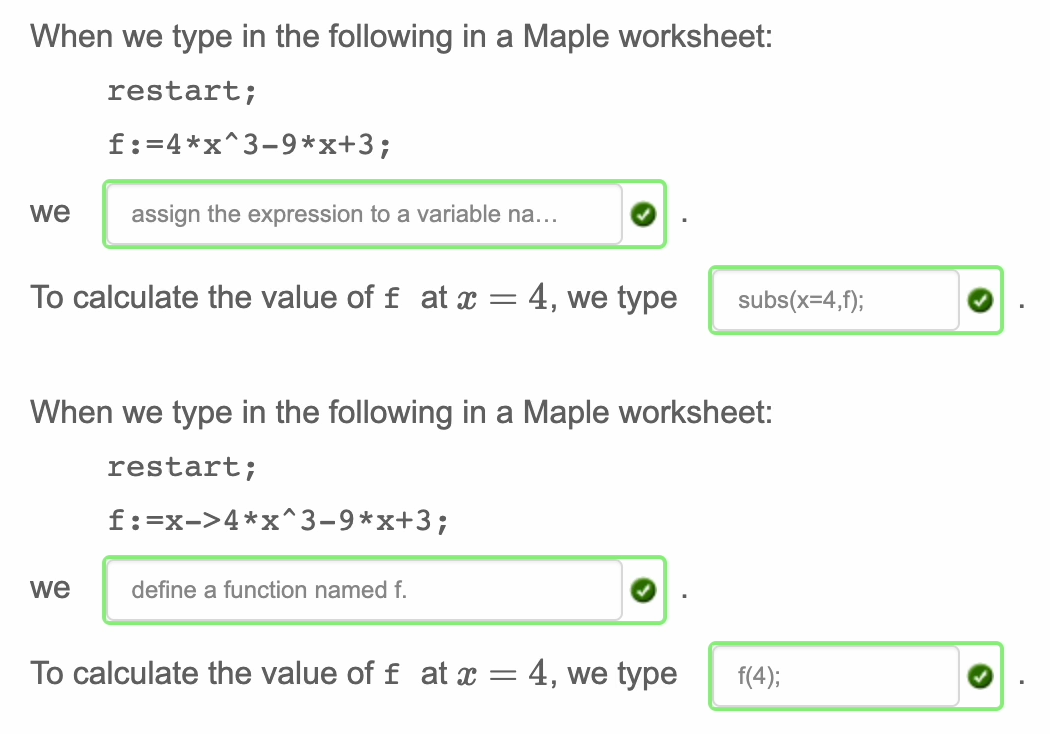 When we type in the following in a Maple worksheet:
restart;
f:=4*x^3-9*x+3;
we assign the expression to a variable na... .
To calculate the value of f at x = 4, we type subs(x=4,f); .
When we type in the following in a Maple worksheet:
restart;
f:=x->4*x^3-9*x+3;
we define a function named f. .
To calculate the value of f at x = 4, we type f(4); .